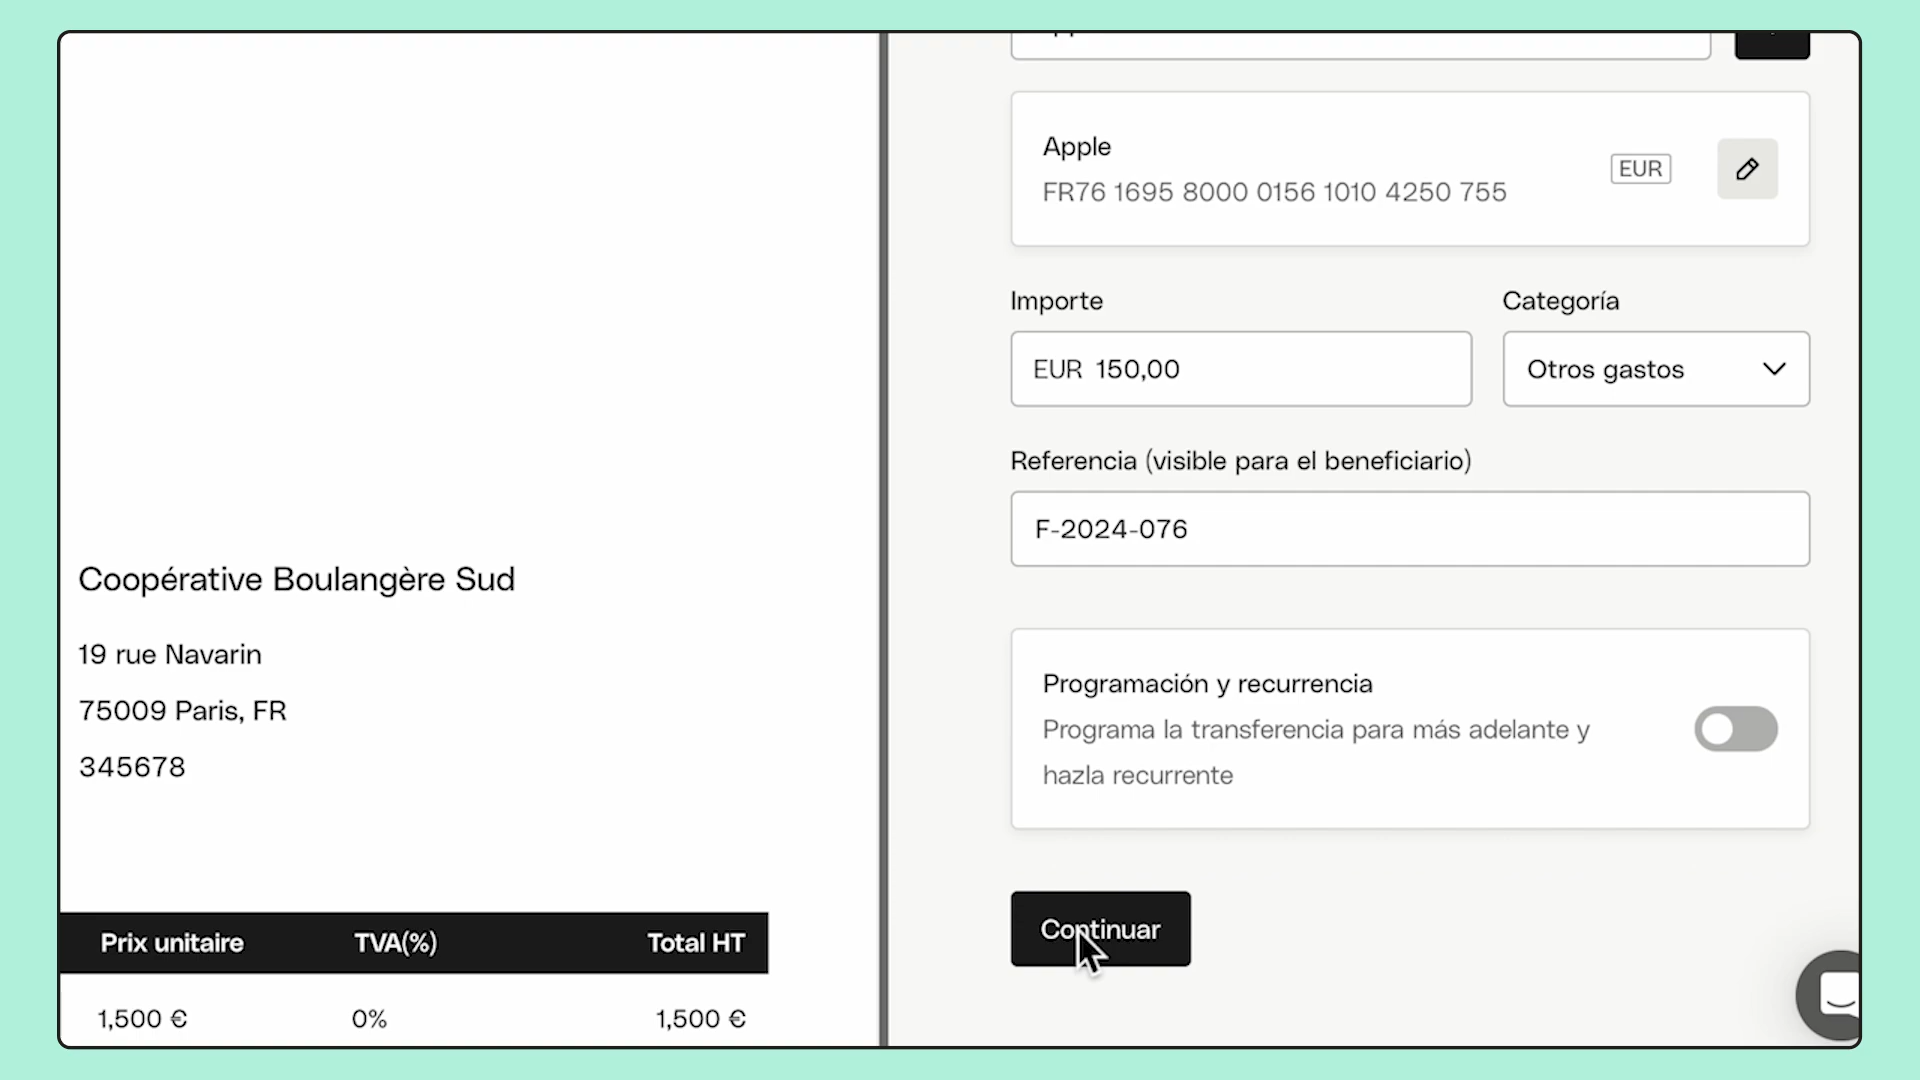 Coopérative Boulangère Sud
19 rue Navarin
75009 Paris, FR
345678
Prix unitaire TVA(%) Total HT
1,500 € 0% 1,500 €
Apple
FR76 1695 8000 0156 1010 4250 755
EUR
Importe
EUR 150,00
Categoría
Otros gastos
Referencia (visible para el beneficiario)
F-2024-076
Programación y recurrencia
Programa la transferencia para más adelante y
hazla recurrente
Continuar